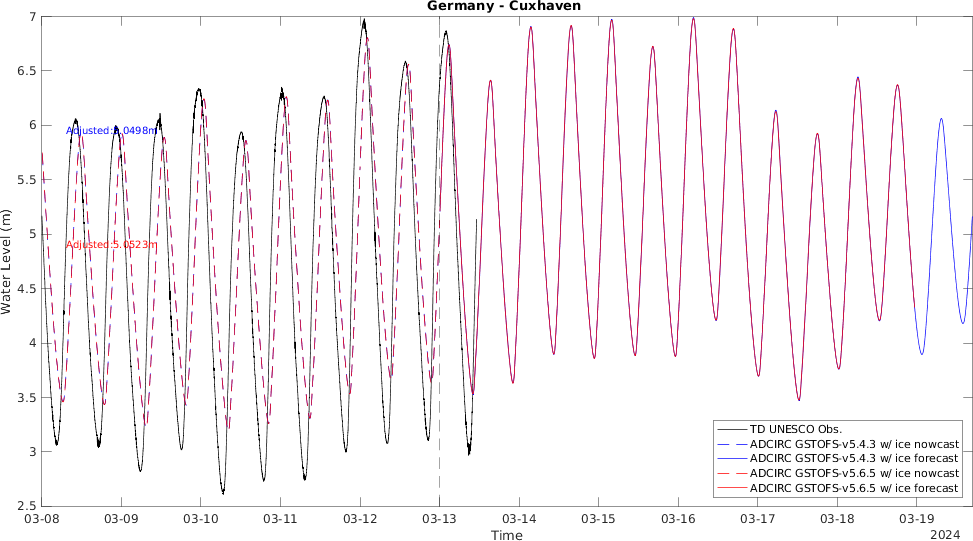 Germany - Cuxhaven
7
6.5
6
5.5
5
4.5
4
3.5
3
2.5
Water Level (m)
Adjusted:5.0498m
Adjusted:5.0523m
TD UNESCO Obs.
ADCIRC GSTOFS-v5.4.3 w/ ice nowcast
ADCIRC GSTOFS-v5.4.3 w/ ice forecast
ADCIRC GSTOFS-v5.6.5 w/ ice nowcast
ADCIRC GSTOFS-v5.6.5 w/ ice forecast
03-08 03-09 03-10 03-11 03-12 03-13 03-14 03-15 03-16 03-17 03-18 03-19
Time
2024